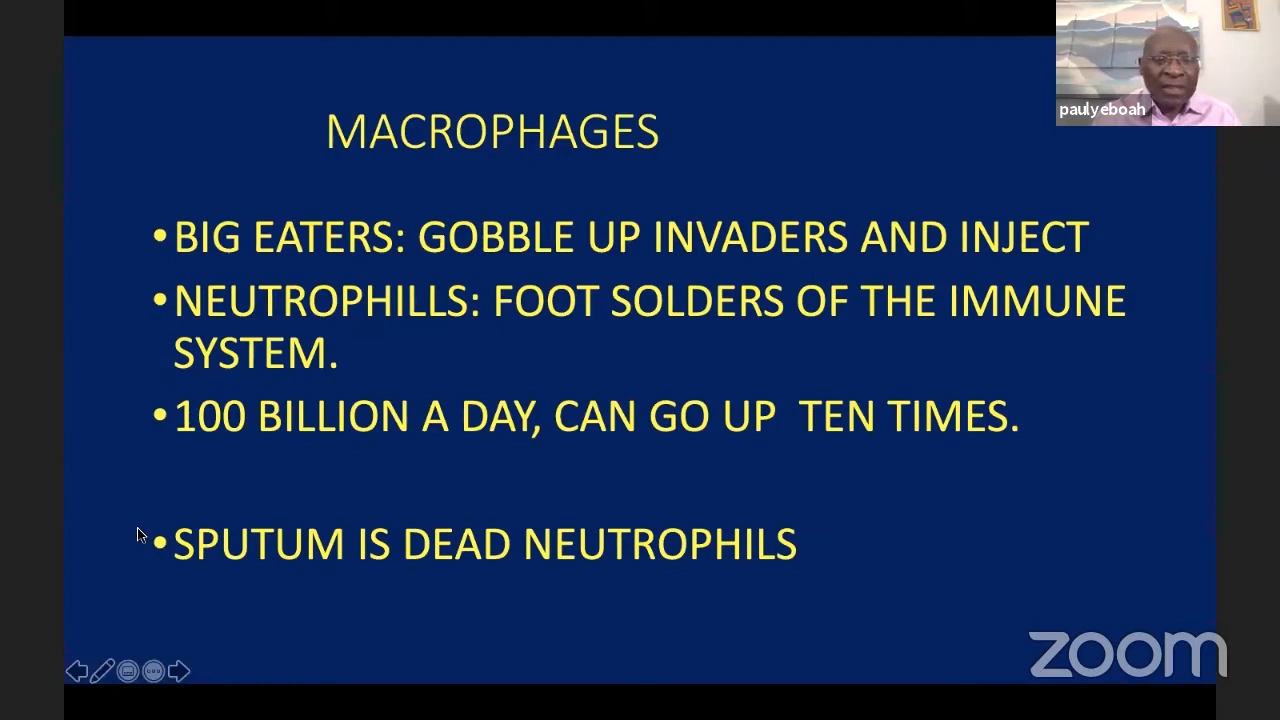 paulyeboah
MACROPHAGES
•BIG EATERS: GOBBLE UP INVADERS AND INJECT
•NEUTROPHILLS: FOOT SOLDERS OF THE IMMUNE
SYSTEM.
•100 BILLION A DAY, CAN GO UP  TEN TIMES.
•SPUTUM IS DEAD NEUTROPHILS
zoom